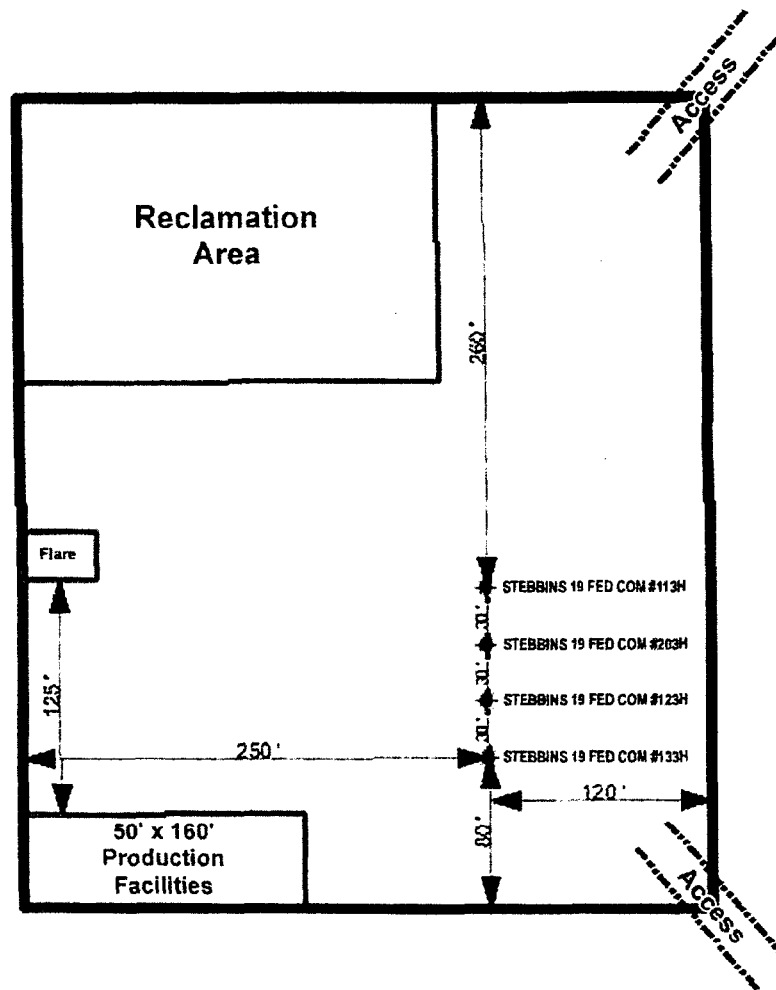 Access
Reclamation
Area
260'
Flare
STEBBINS 19 FED COM #113H
30'
STEBBINS 19 FED COM #203H
30'
125'
STEBBINS 19 FED COM #123H
30'
250'
STEBBINS 19 FED COM #133H
120'
80'
50' x 160'
Production
Facilities
Access